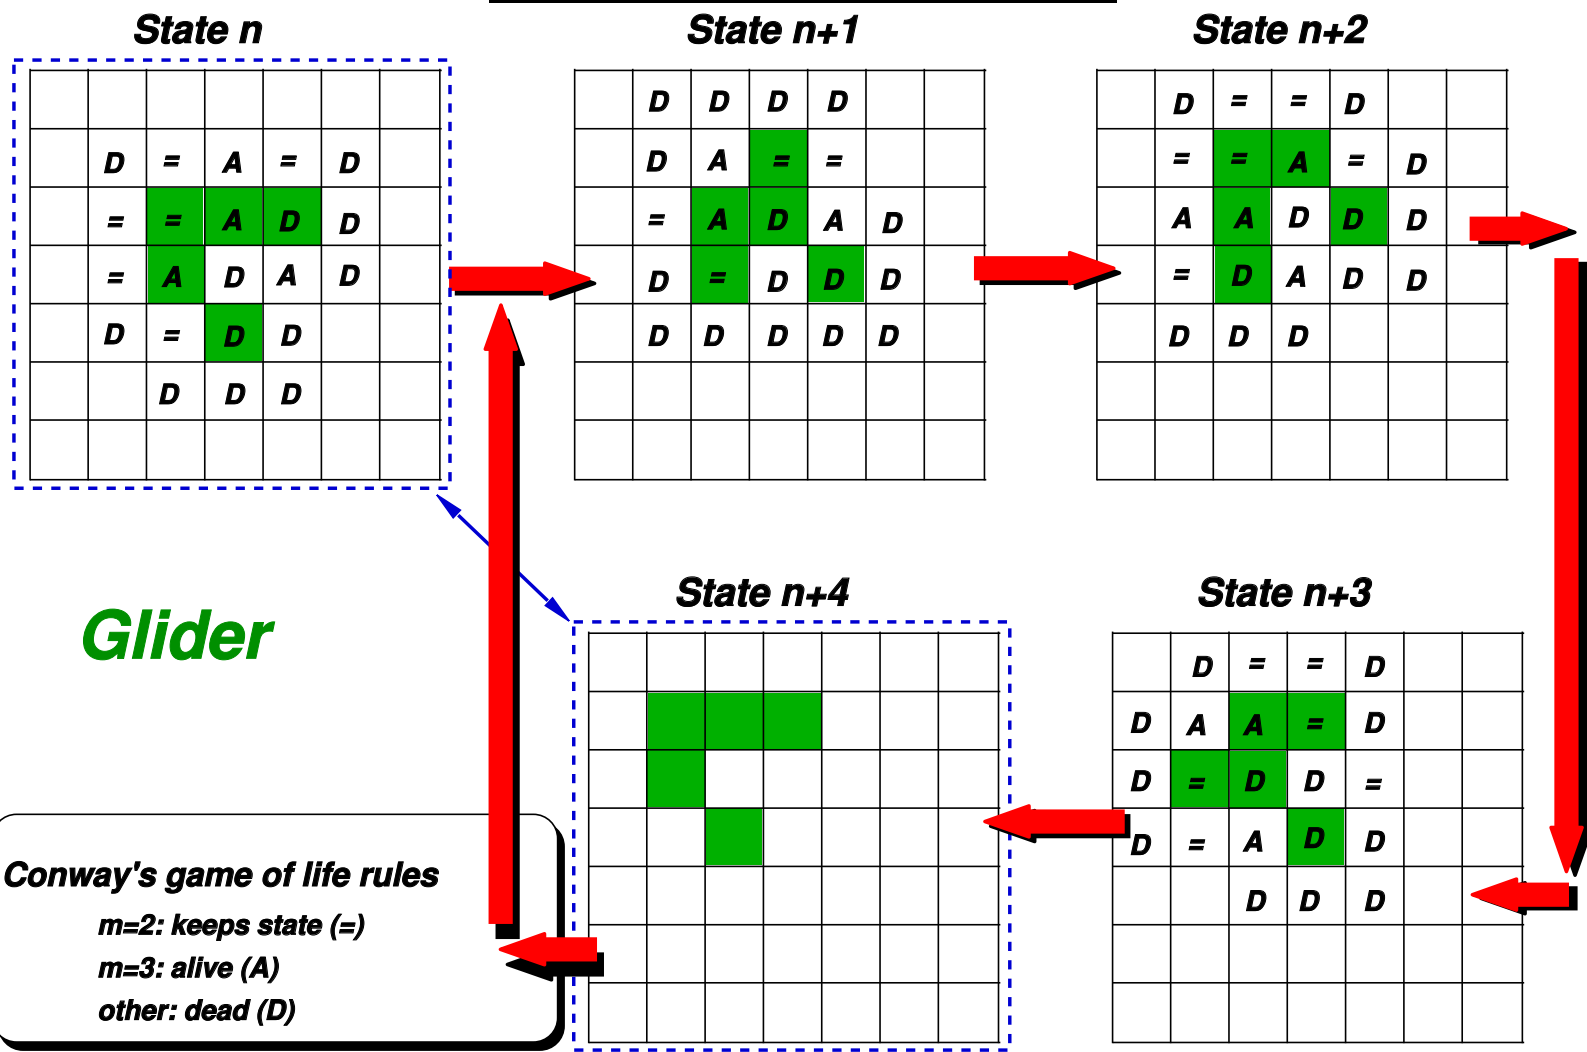 State n
D = A = D
= = A D D
= A D A D
D = D D
D D D
State n+1
D D D D
D A = =
= A D A D
D = D D D
D D D D D
State n+2
D = = D
= = A = D
A A D D D
= D A D D
D D D
State n+3
D = = D
D A A = D
D = D D =
D = A D D
D D D
State n+4
Glider
Conway's game of life rules
m=2: keeps state (=)
m=3: alive (A)
other: dead (D)